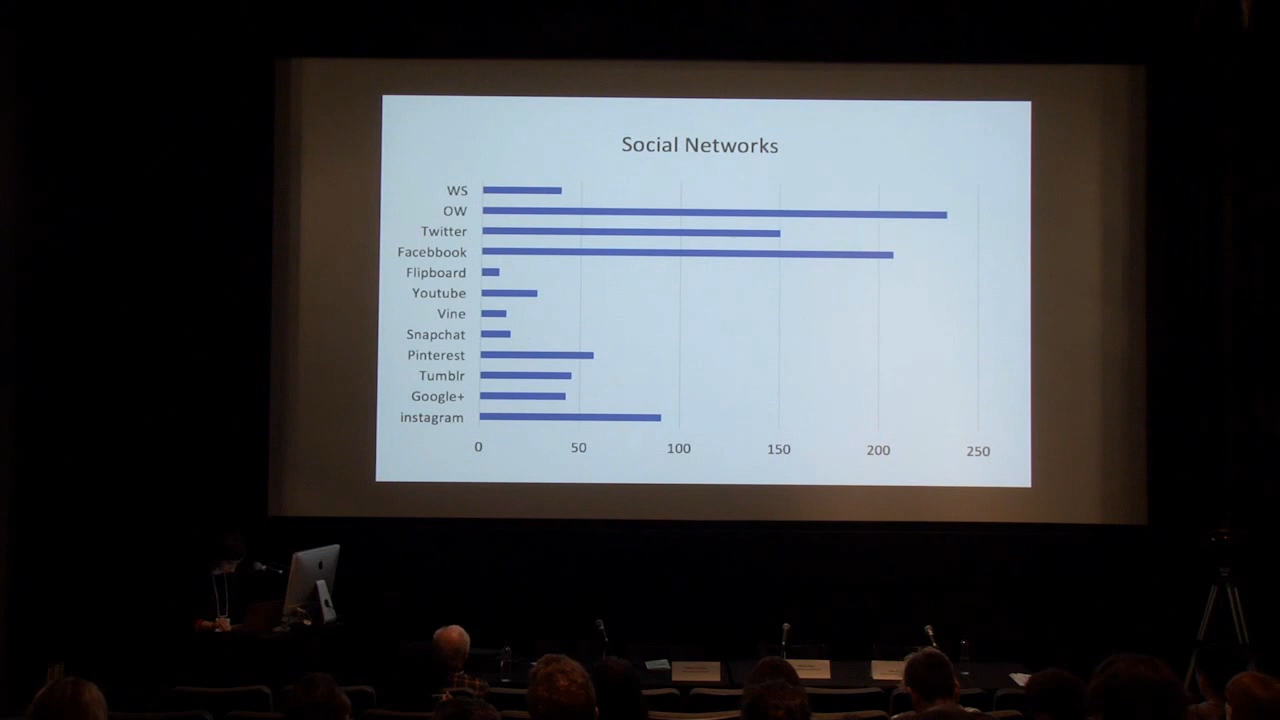 Social Networks
WS
OW
Twitter
Facebbook
Flipboard
Youtube
Vine
Snapchat
Pinterest
Tumblr
Google+
instagram
0 50 100 150 200 250